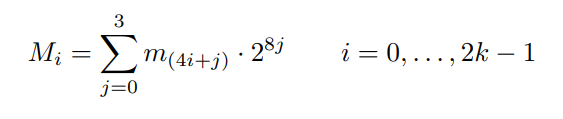 M_i = \sum_{j=0}^{3} m_{(4i+j)} \cdot 2^{8j} \qquad i = 0, \ldots, 2k - 1